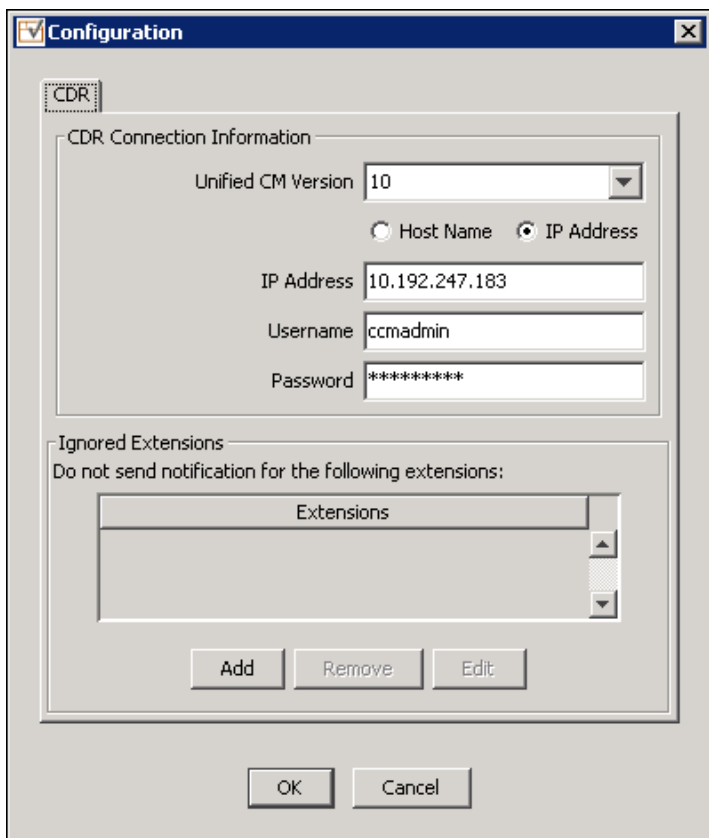 Configuration
CDR
CDR Connection Information
Unified CM Version 10
Host Name IP Address
IP Address 10.192.247.183
Username ccmadmin
Password *********
Ignored Extensions
Do not send notification for the following extensions:
Extensions
Add Remove Edit
OK Cancel